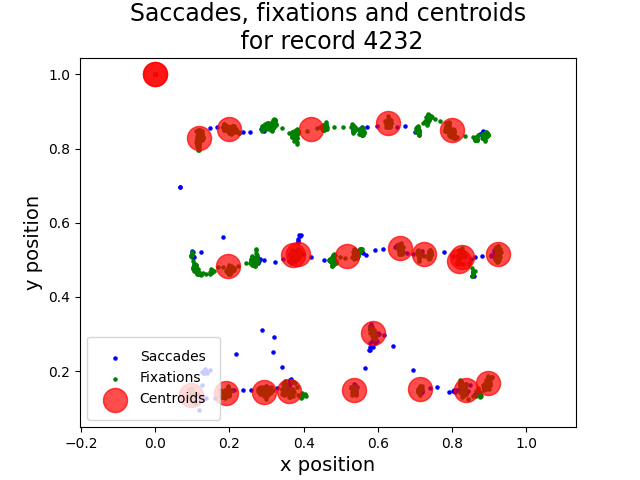 Saccades, fixations and centroids
for record 4232
y position
1.0
0.8
0.6
0.4
0.2
Saccades
Fixations
Centroids
−0.2 0.0 0.2 0.4 0.6 0.8 1.0
x position